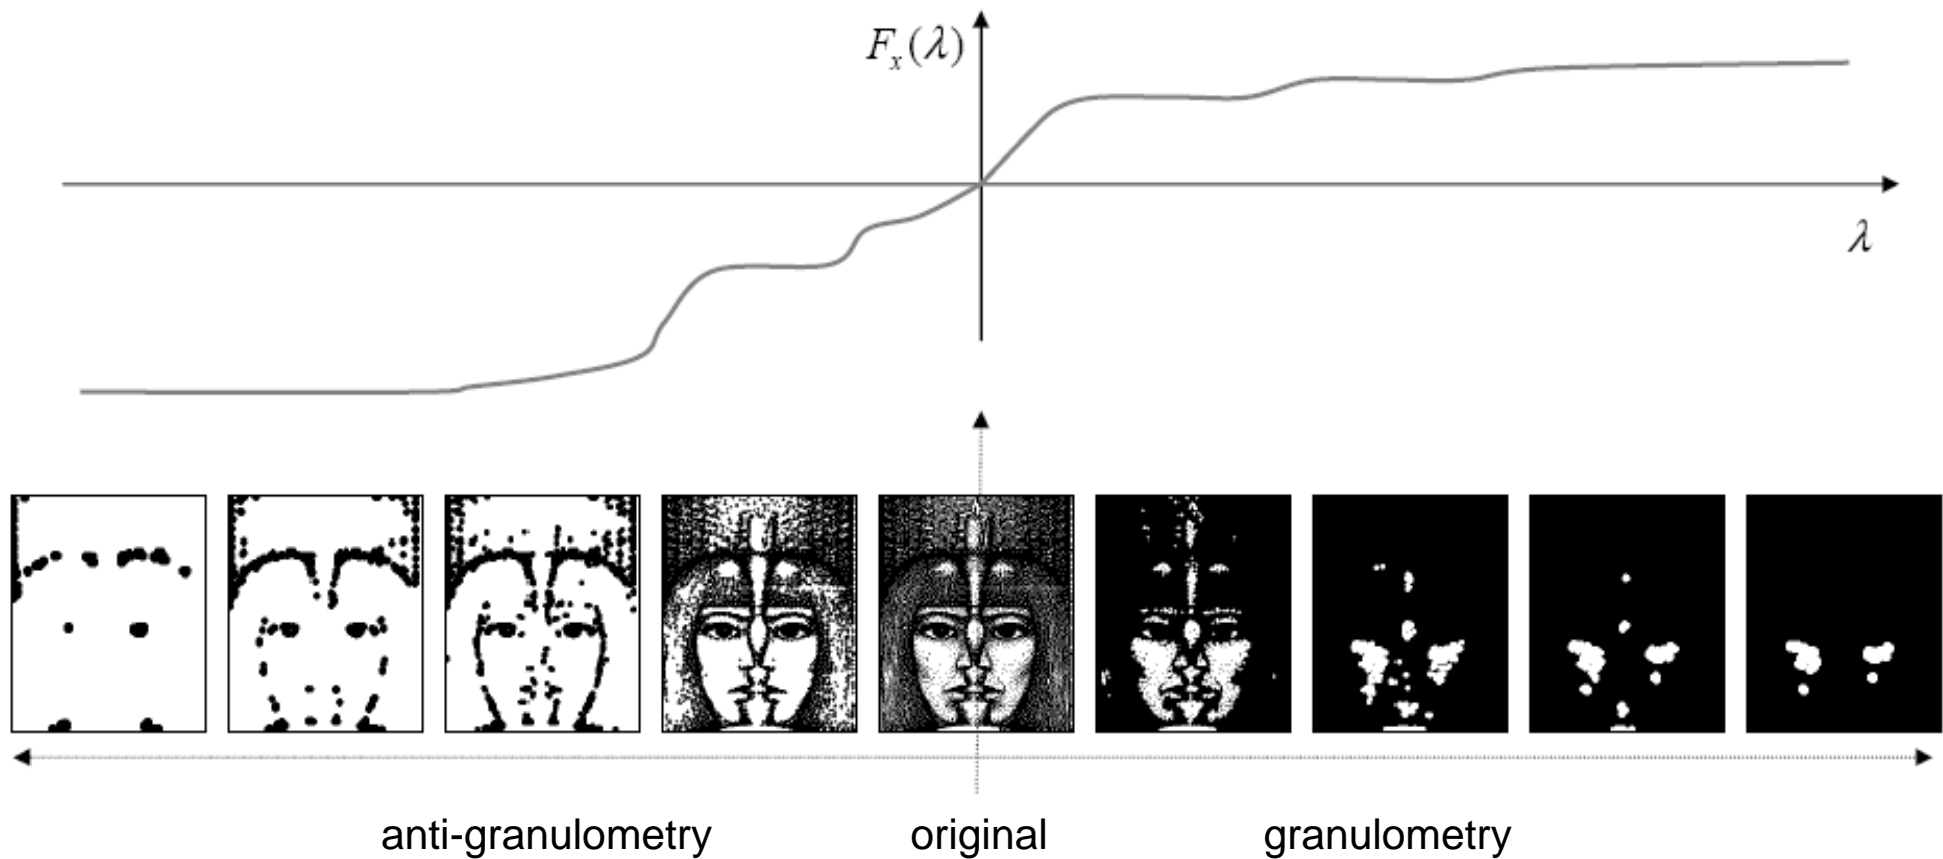 Fₓ(λ)
λ
anti-granulometry original granulometry